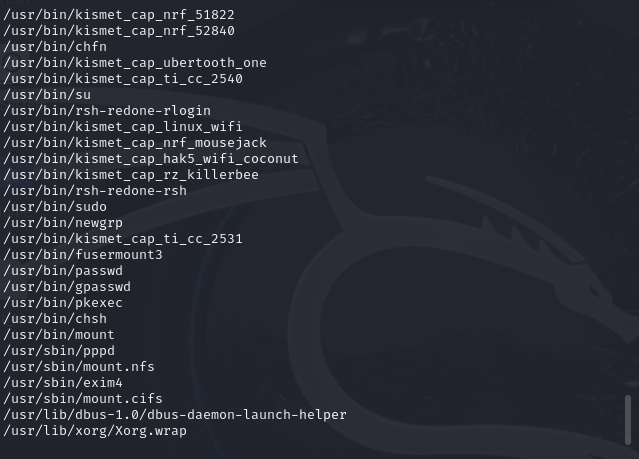 /usr/bin/kismet_cap_nrf_51822
/usr/bin/kismet_cap_nrf_52840
/usr/bin/chfn
/usr/bin/kismet_cap_ubertooth_one
/usr/bin/kismet_cap_ti_cc_2540
/usr/bin/su
/usr/bin/rsh-redone-rlogin
/usr/bin/kismet_cap_linux_wifi
/usr/bin/kismet_cap_nrf_mousejack
/usr/bin/kismet_cap_hak5_wifi_coconut
/usr/bin/kismet_cap_rz_killerbee
/usr/bin/rsh-redone-rsh
/usr/bin/sudo
/usr/bin/newgrp
/usr/bin/kismet_cap_ti_cc_2531
/usr/bin/fusermount3
/usr/bin/passwd
/usr/bin/gpasswd
/usr/bin/pkexec
/usr/bin/chsh
/usr/bin/mount
/usr/sbin/pppd
/usr/sbin/mount.nfs
/usr/sbin/exim4
/usr/sbin/mount.cifs
/usr/lib/dbus-1.0/dbus-daemon-launch-helper
/usr/lib/xorg/Xorg.wrap